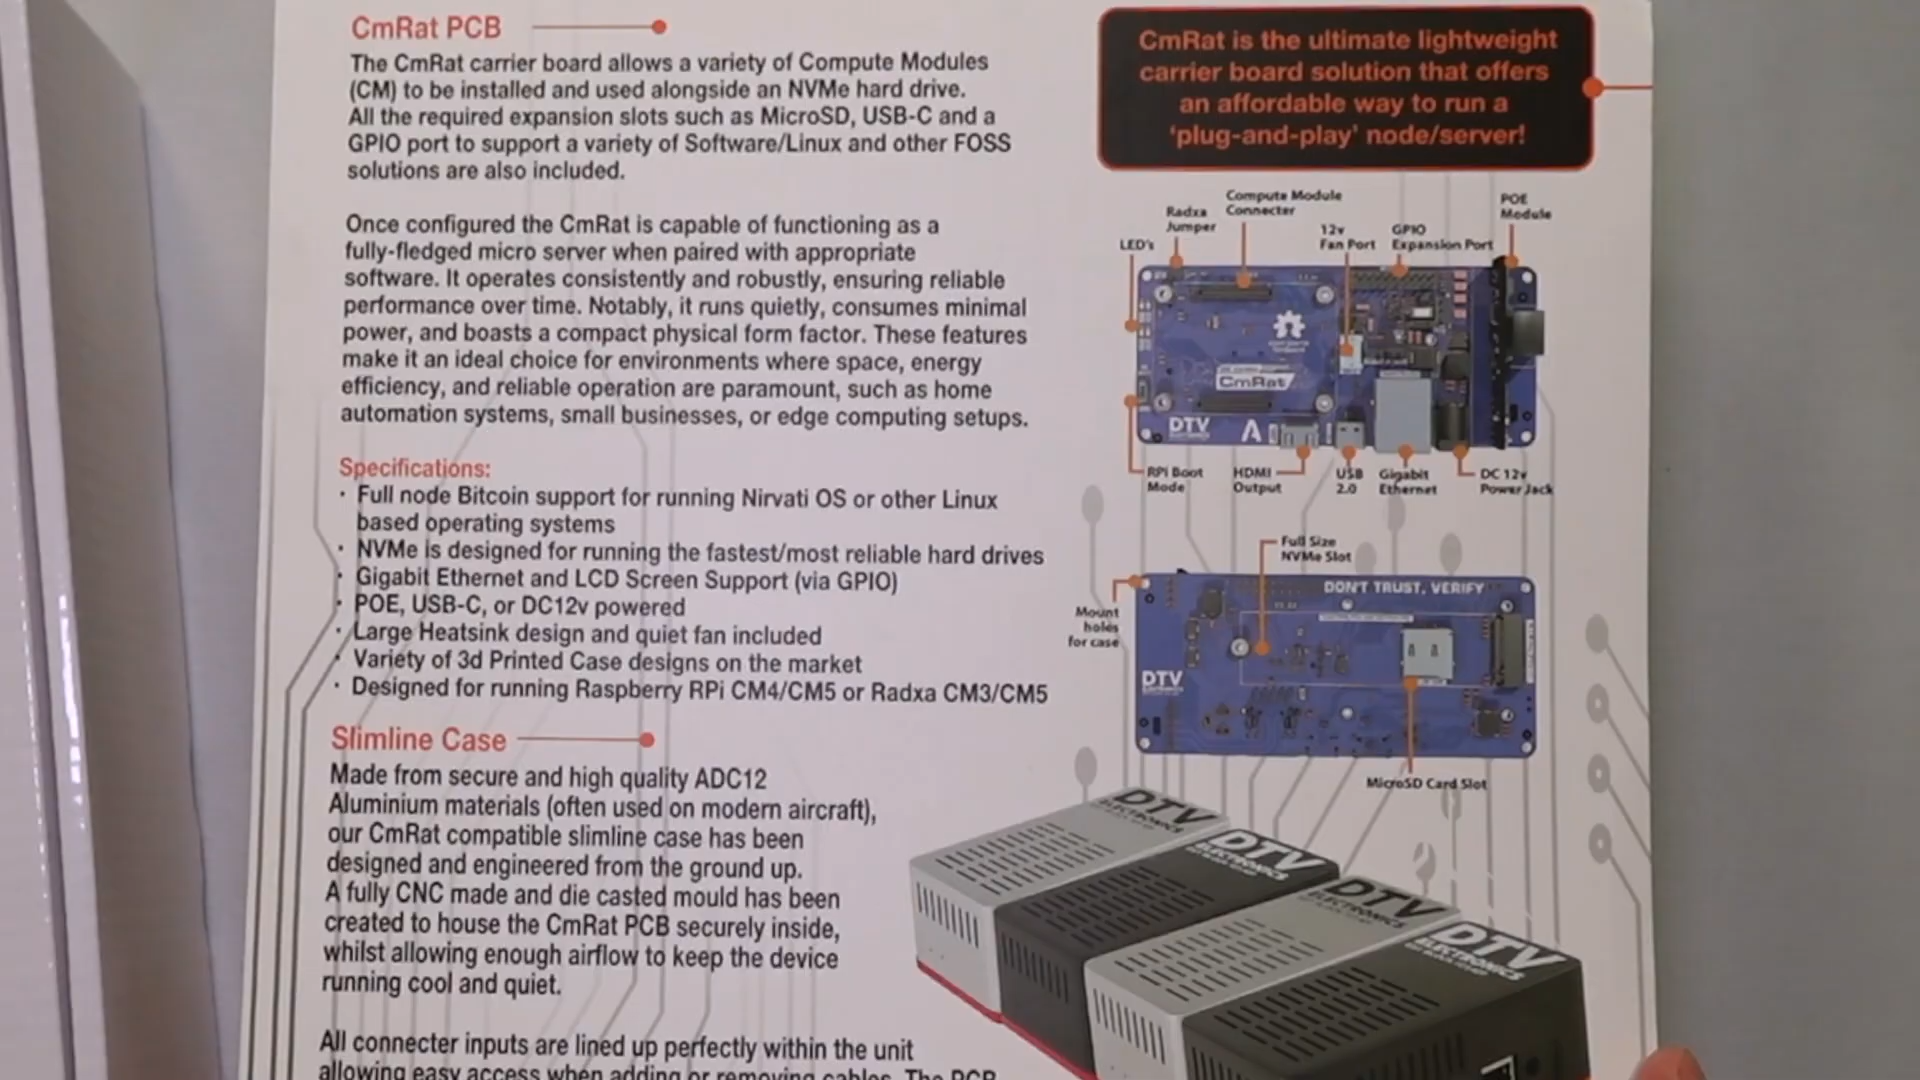 CmRat PCB
The CmRat carrier board allows a variety of Compute Modules
(CM) to be installed and used alongside an NVMe hard drive.
All the required expansion slots such as MicroSD, USB-C and a
GPIO port to support a variety of Software/Linux and other FOSS
solutions are also included.
Once configured the CmRat is capable of functioning as a
fully-fledged micro server when paired with appropriate
software. It operates consistently and robustly, ensuring reliable
performance over time. Notably, it runs quietly, consumes minimal
power, and boasts a compact physical form factor. These features
make it an ideal choice for environments where space, energy
efficiency, and reliable operation are paramount, such as home
automation systems, small businesses, or edge computing setups.
Specifications:
· Full node Bitcoin support for running Nirvati OS or other Linux
based operating systems
· NVMe is designed for running the fastest/most reliable hard drives
· Gigabit Ethernet and LCD Screen Support (via GPIO)
· POE, USB-C, or DC12v powered
· Large Heatsink design and quiet fan included
· Variety of 3d Printed Case designs on the market
· Designed for running Raspberry RPi CM4/CM5 or Radxa CM3/CM5
Slimline Case
Made from secure and high quality ADC12
Aluminium materials (often used on modern aircraft),
our CmRat compatible slimline case has been
designed and engineered from the ground up.
A fully CNC made and die casted mould has been
created to house the CmRat PCB securely inside,
whilst allowing enough airflow to keep the device
running cool and quiet.
All connecter inputs are lined up perfectly within the unit
allowing easy access when adding or removing cables. The PCB
CmRat is the ultimate lightweight
carrier board solution that offers
an affordable way to run a
'plug-and-play' node/server!
LED's
Radxa
Jumper
Compute Module
Connecter
12v
Fan Port
GPIO
Expansion Port
POE
Module
CmRat
DTV
A
RPI Boot
Mode
HDMI
Output
USB
2.0
Gigabit
Ethernet
DC 12v
Power Jack
Full Size
NVMe Slot
DON'T TRUST, VERIFY
Mount
holes
for case
DTV
MicroSD Card Slot
DTV
ELECTRONICS
DTV
DTV
ELECTRONICS
DTV
ELECTRONICS